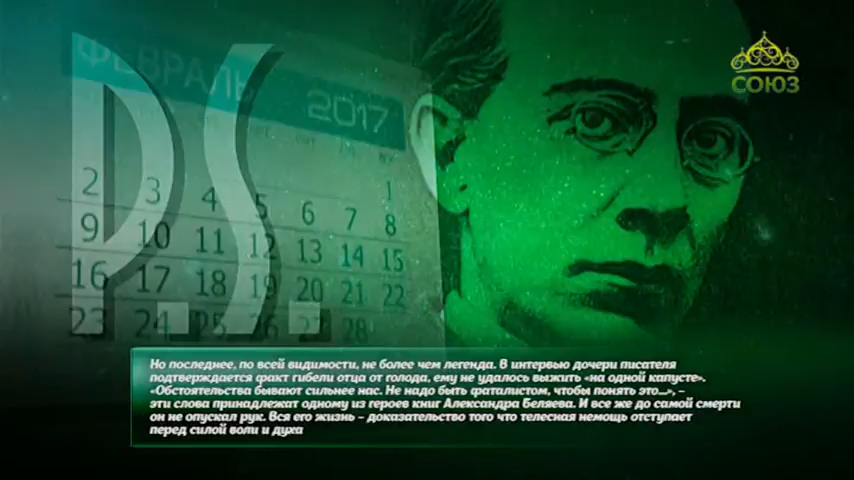 СОЮЗ
ФЕВРАЛЬ
2017
P.S.
1
2 3 4 5 6 7 8
9 10 11 12 13 14 15
16 17 18 19 20 21 22
23 24 25 26 27 28
Но последнее, по всей видимости, не более чем легенда. В интервью дочери писателя
подтверждается факт гибели отца от голода, ему не удалось выжить «на одной капусте».
«Обстоятельства бывают сильнее нас. Не надо быть фаталистом, чтобы понять это...», –
эти слова принадлежат одному из героев книг Александра Беляева. И все же до самой смерти
он не опускал рук. Вся его жизнь – доказательство того что телесная немощь отступает
перед силой воли и духа